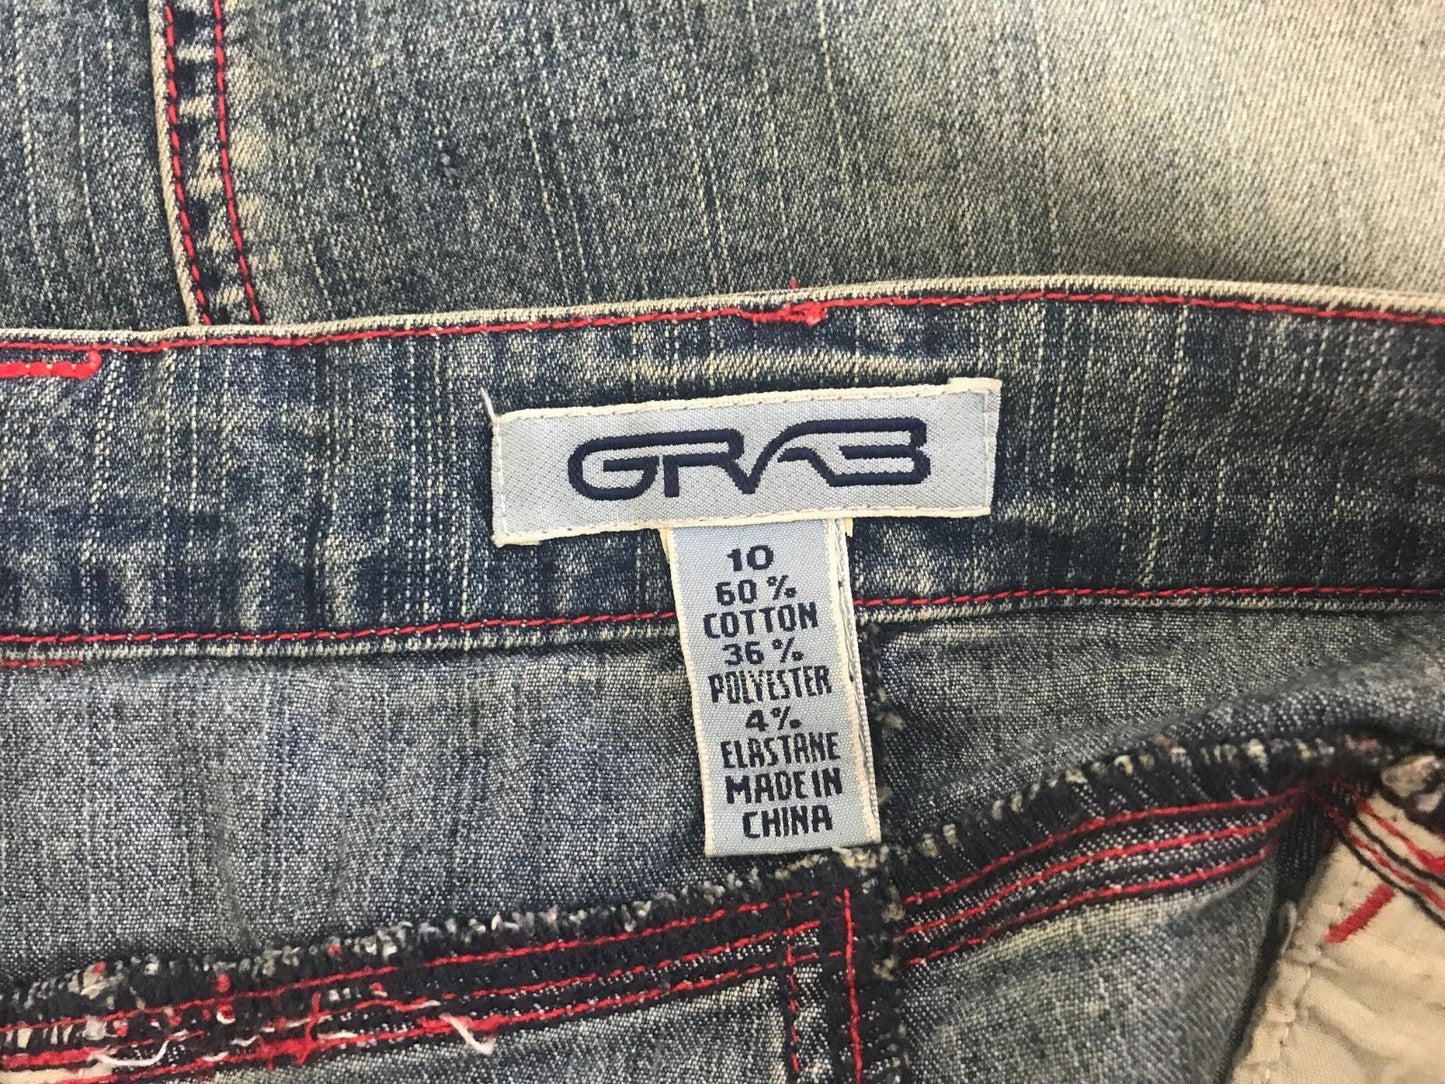 GRAB
10
60 %
COTTON
36 %
POLYESTER
4%
ELASTANE
MADE IN
CHINA